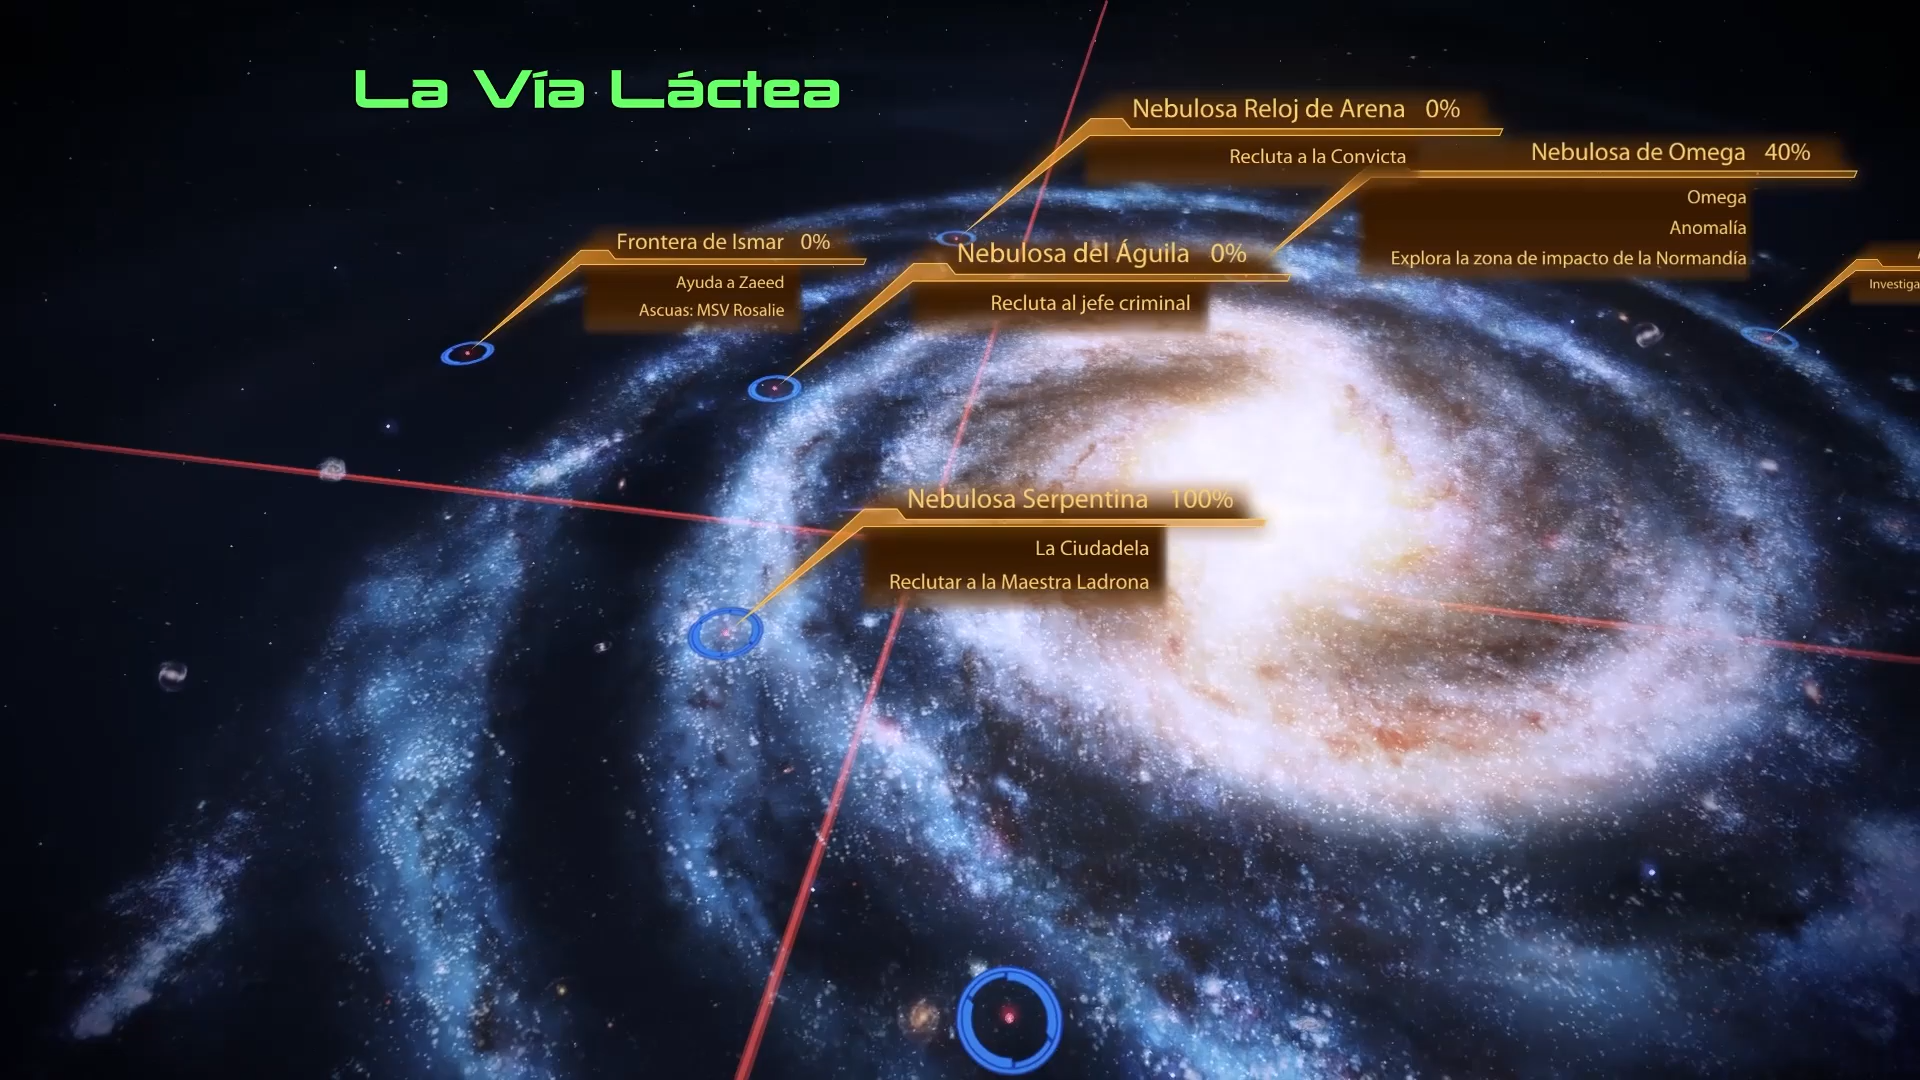 La Vía Láctea
Nebulosa Reloj de Arena 0%
Recluta a la Convicta
Nebulosa de Omega 40%
Omega
Anomalía
Explora la zona de impacto de la Normandía
Frontera de Ismar 0%
Ayuda a Zaeed
Ascuas: MSV Rosalie
Nebulosa del Águila 0%
Recluta al jefe criminal
Nebulosa Serpentina 100%
La Ciudadela
Reclutar a la Maestra Ladrona